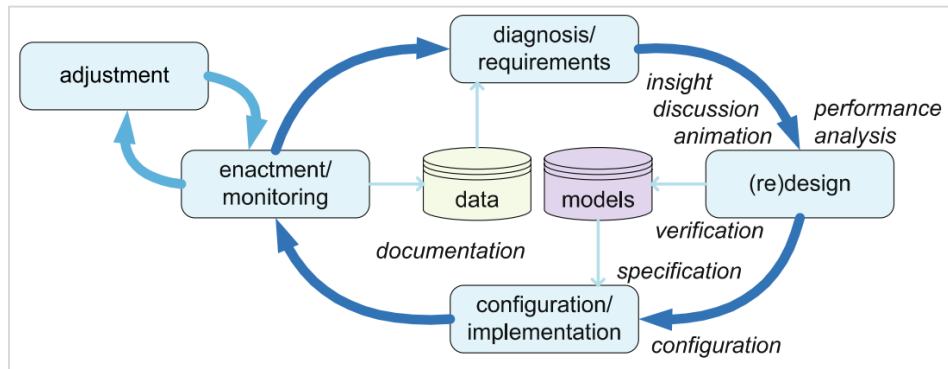 diagnosis/
requirements
adjustment
insight
discussion
animation
performance
analysis
enactment/
monitoring
data
models
(re)design
verification
documentation
specification
configuration/
implementation
configuration